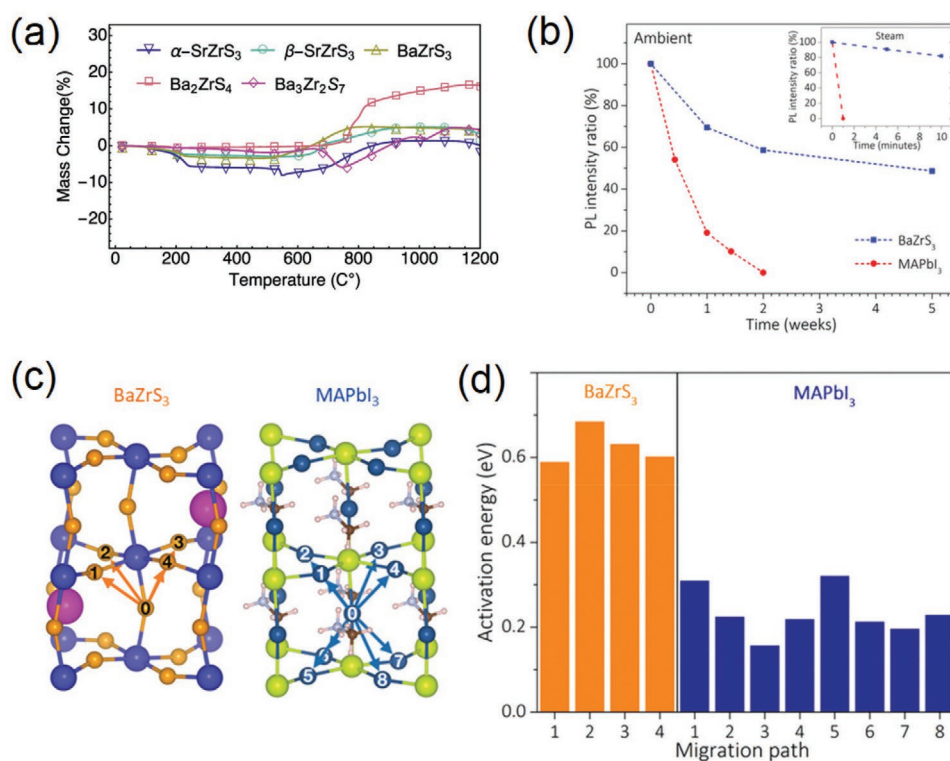 (a)
30
20
10
0
−10
−20
Mass Change(%)
α−SrZrS₃ β−SrZrS₃ BaZrS₃
Ba₂ZrS₄ Ba₃Zr₂S₇
0 200 400 600 800 1000 1200
Temperature (C°)
(b)
Ambient
100
80
60
40
20
0
PL intensity ratio (%)
Steam
100
80
60
40
20
0
PL intensity ratio (%)
0 5 10
Time (minutes)
BaZrS₃
MAPbI₃
0 1 2 3 4 5
Time (weeks)
(c)
BaZrS₃ MAPbI₃
2 3
1 4
0
2 3
1 4
0
6 7
5 8
(d)
BaZrS₃ MAPbI₃
0.6
0.4
0.2
0.0
Activation energy (eV)
1 2 3 4 1 2 3 4 5 6 7 8
Migration path